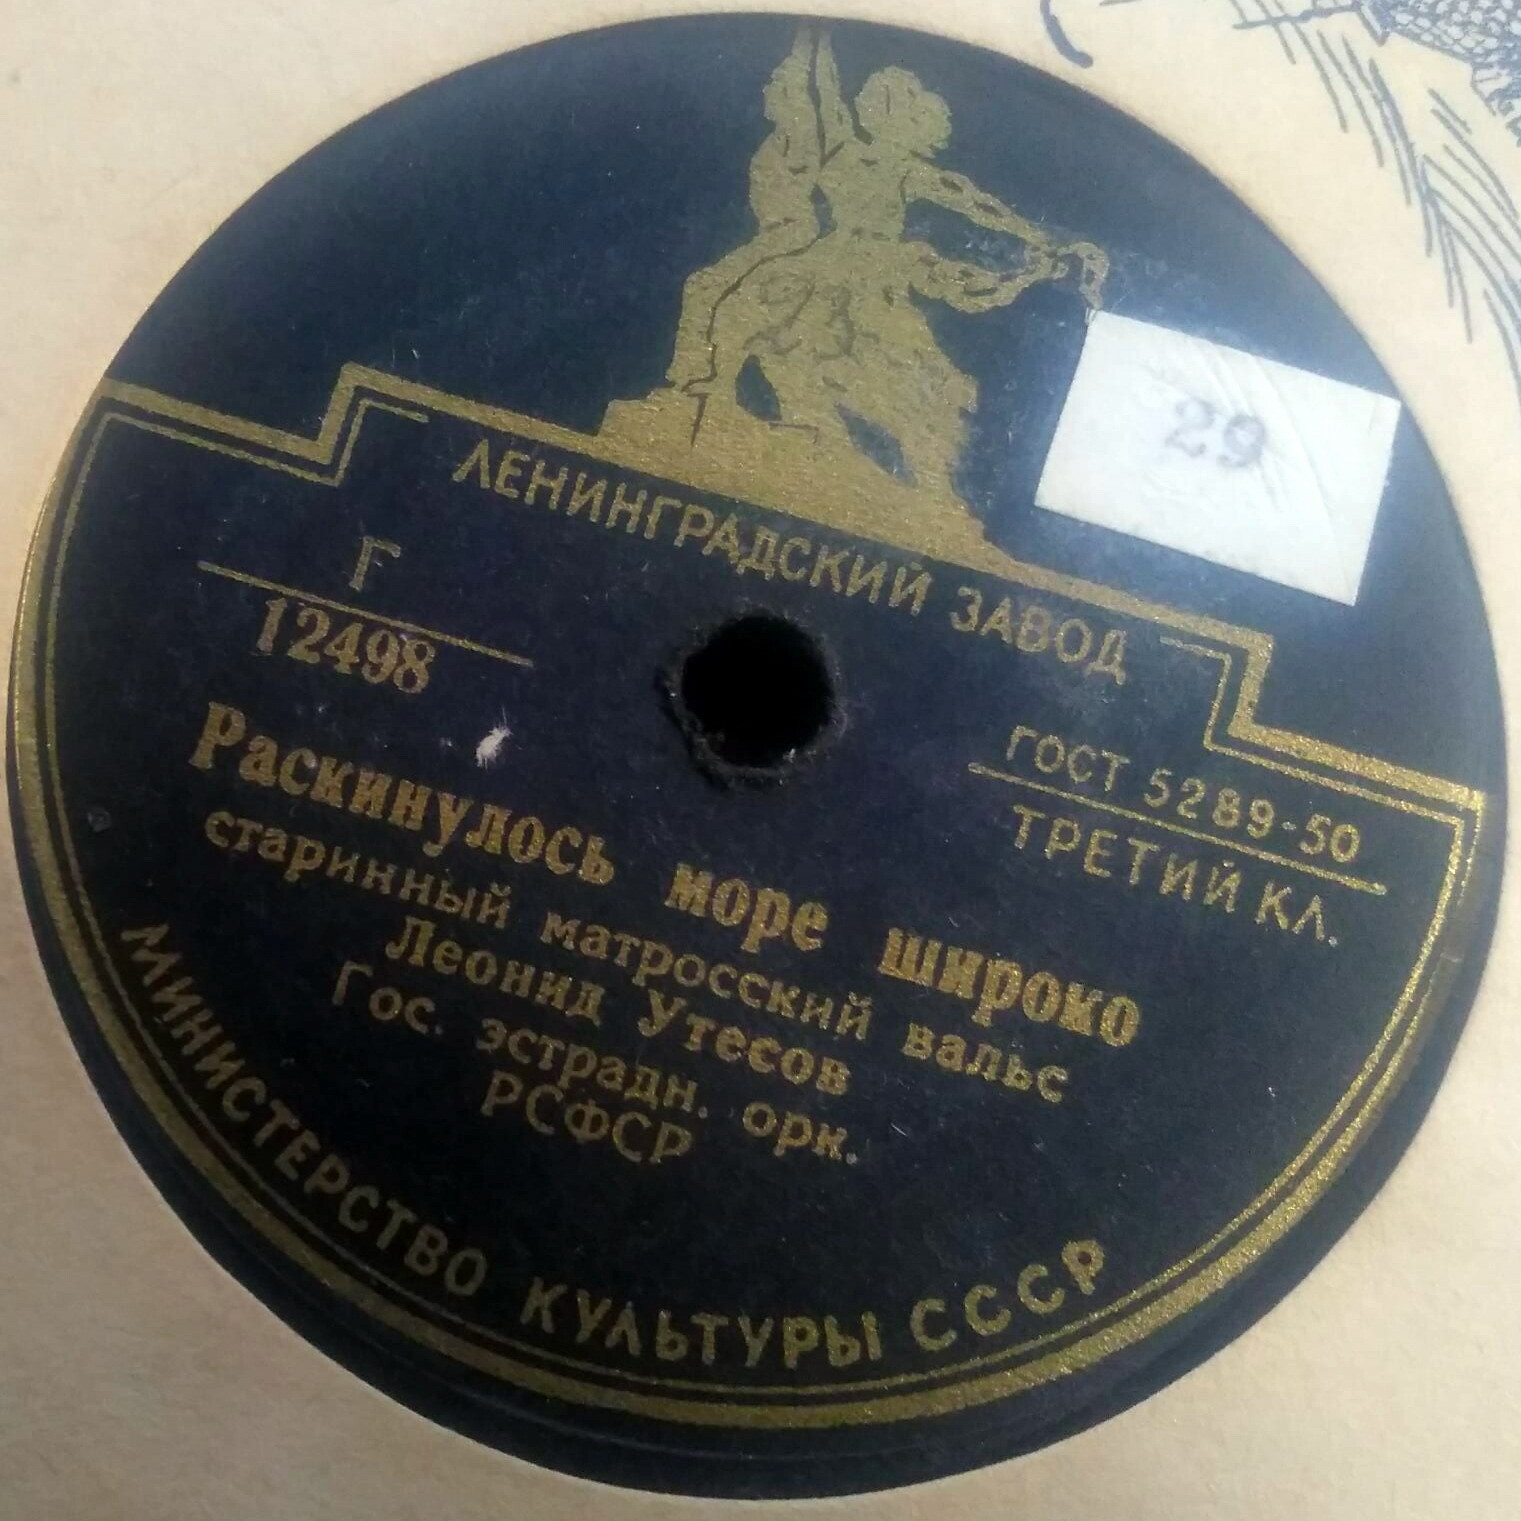 23
29
ЛЕНИНГРАДСКИЙ ЗАВОД
Г
12498
ГОСТ 5289-50
ТРЕТИЙ КЛ.
Раскинулось море широко
старинный матросский вальс
Леонид Утесов
Гос. эстрадн. орк.
РСФСР
МИНИСТЕРСТВО КУЛЬТУРЫ СССР